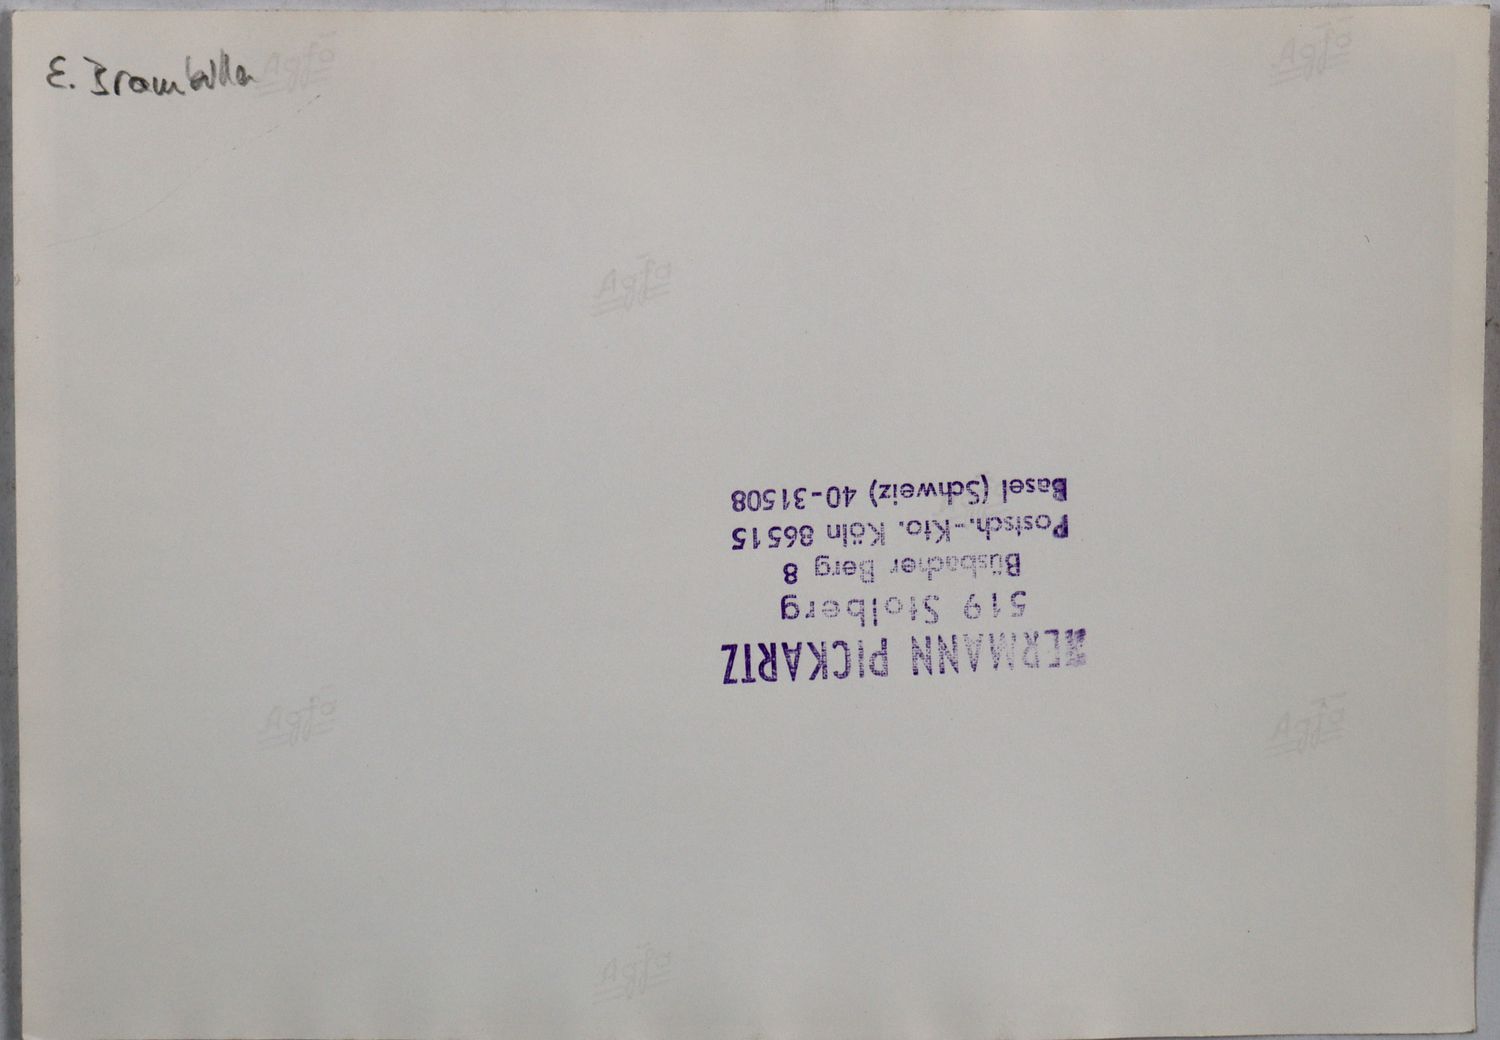 E. Brambilla
HERMANN PICKARTZ
519 Stolberg
Büsbacher Berg 8
Postsch.-Kto. Köln 86515
Basel (Schweiz) 40-31508
Agfa
Agfa
Agfa
Agfa
Agfa
Agfa